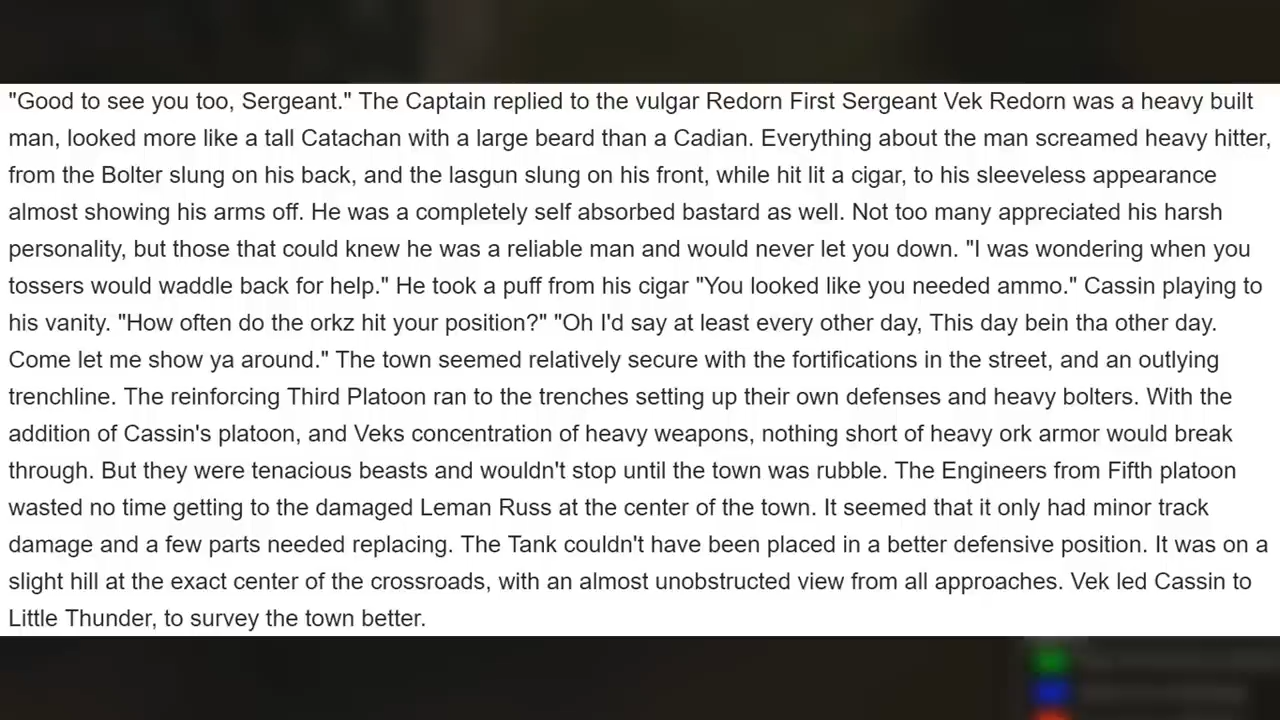 "Good to see you too, Sergeant." The Captain replied to the vulgar Redorn First Sergeant Vek Redorn was a heavy built
man, looked more like a tall Catachan with a large beard than a Cadian. Everything about the man screamed heavy hitter,
from the Bolter slung on his back, and the lasgun slung on his front, while hit lit a cigar, to his sleeveless appearance
almost showing his arms off. He was a completely self absorbed bastard as well. Not too many appreciated his harsh
personality, but those that could knew he was a reliable man and would never let you down. "I was wondering when you
tossers would waddle back for help." He took a puff from his cigar "You looked like you needed ammo." Cassin playing to
his vanity. "How often do the orkz hit your position?" "Oh I'd say at least every other day, This day bein tha other day.
Come let me show ya around." The town seemed relatively secure with the fortifications in the street, and an outlying
trenchline. The reinforcing Third Platoon ran to the trenches setting up their own defenses and heavy bolters. With the
addition of Cassin's platoon, and Veks concentration of heavy weapons, nothing short of heavy ork armor would break
through. But they were tenacious beasts and wouldn't stop until the town was rubble. The Engineers from Fifth platoon
wasted no time getting to the damaged Leman Russ at the center of the town. It seemed that it only had minor track
damage and a few parts needed replacing. The Tank couldn't have been placed in a better defensive position. It was on a
slight hill at the exact center of the crossroads, with an almost unobstructed view from all approaches. Vek led Cassin to
Little Thunder, to survey the town better.